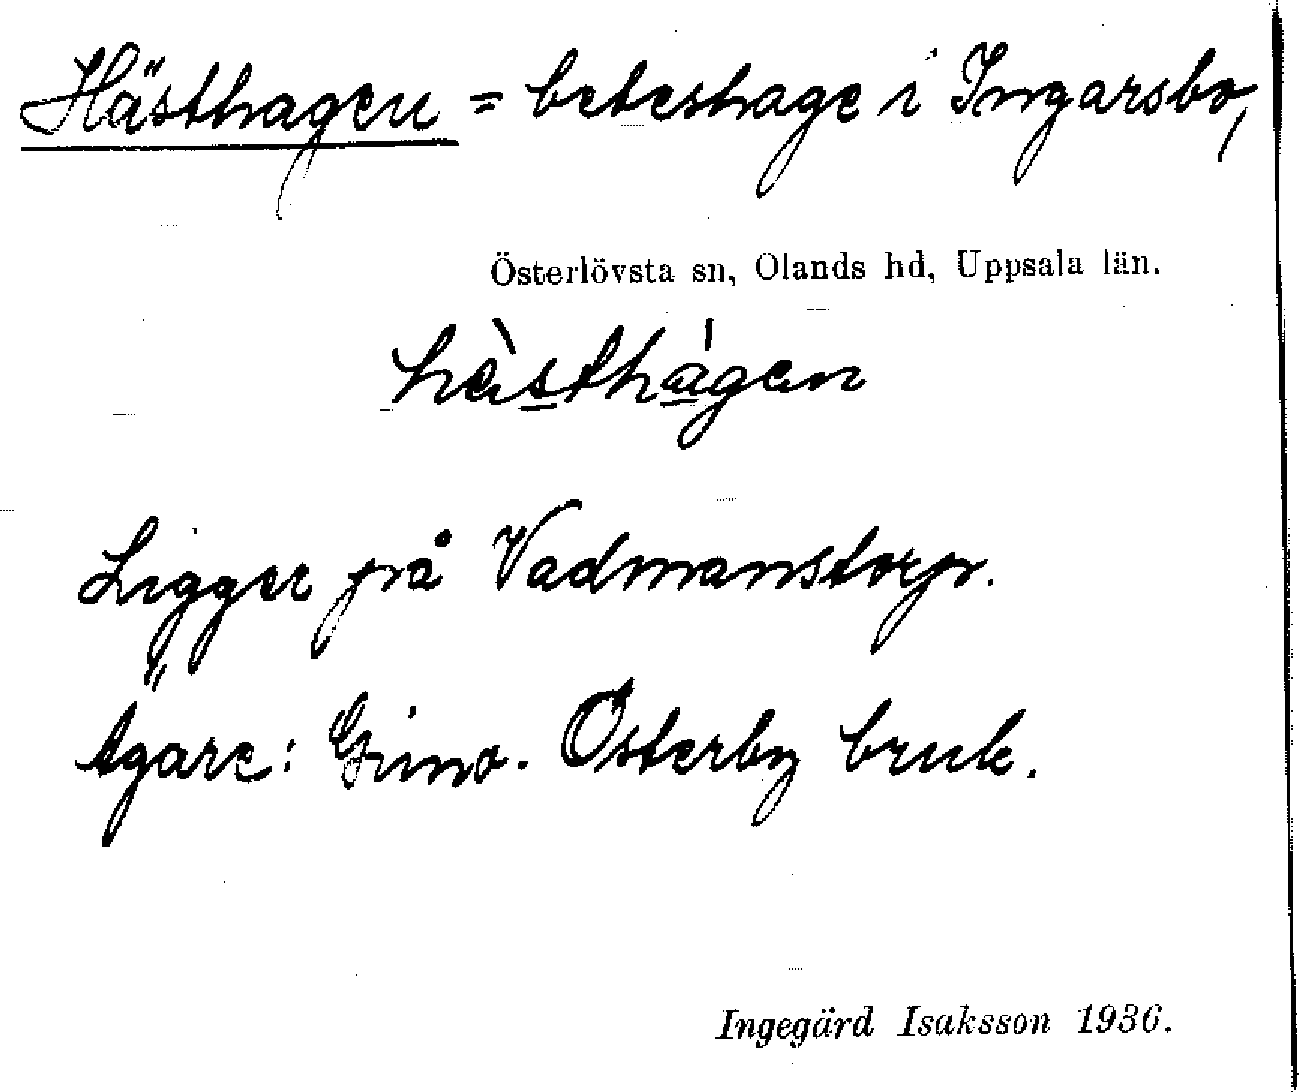 Hästhagen = beteshage i Ingarsbo,
Österlövsta sn, Olands hd, Uppsala län.
hὰsthágan
Ligger på Vadmanstorp.
Ägare: Gimo. Österby bruk.
Ingegärd Isaksson 1936.